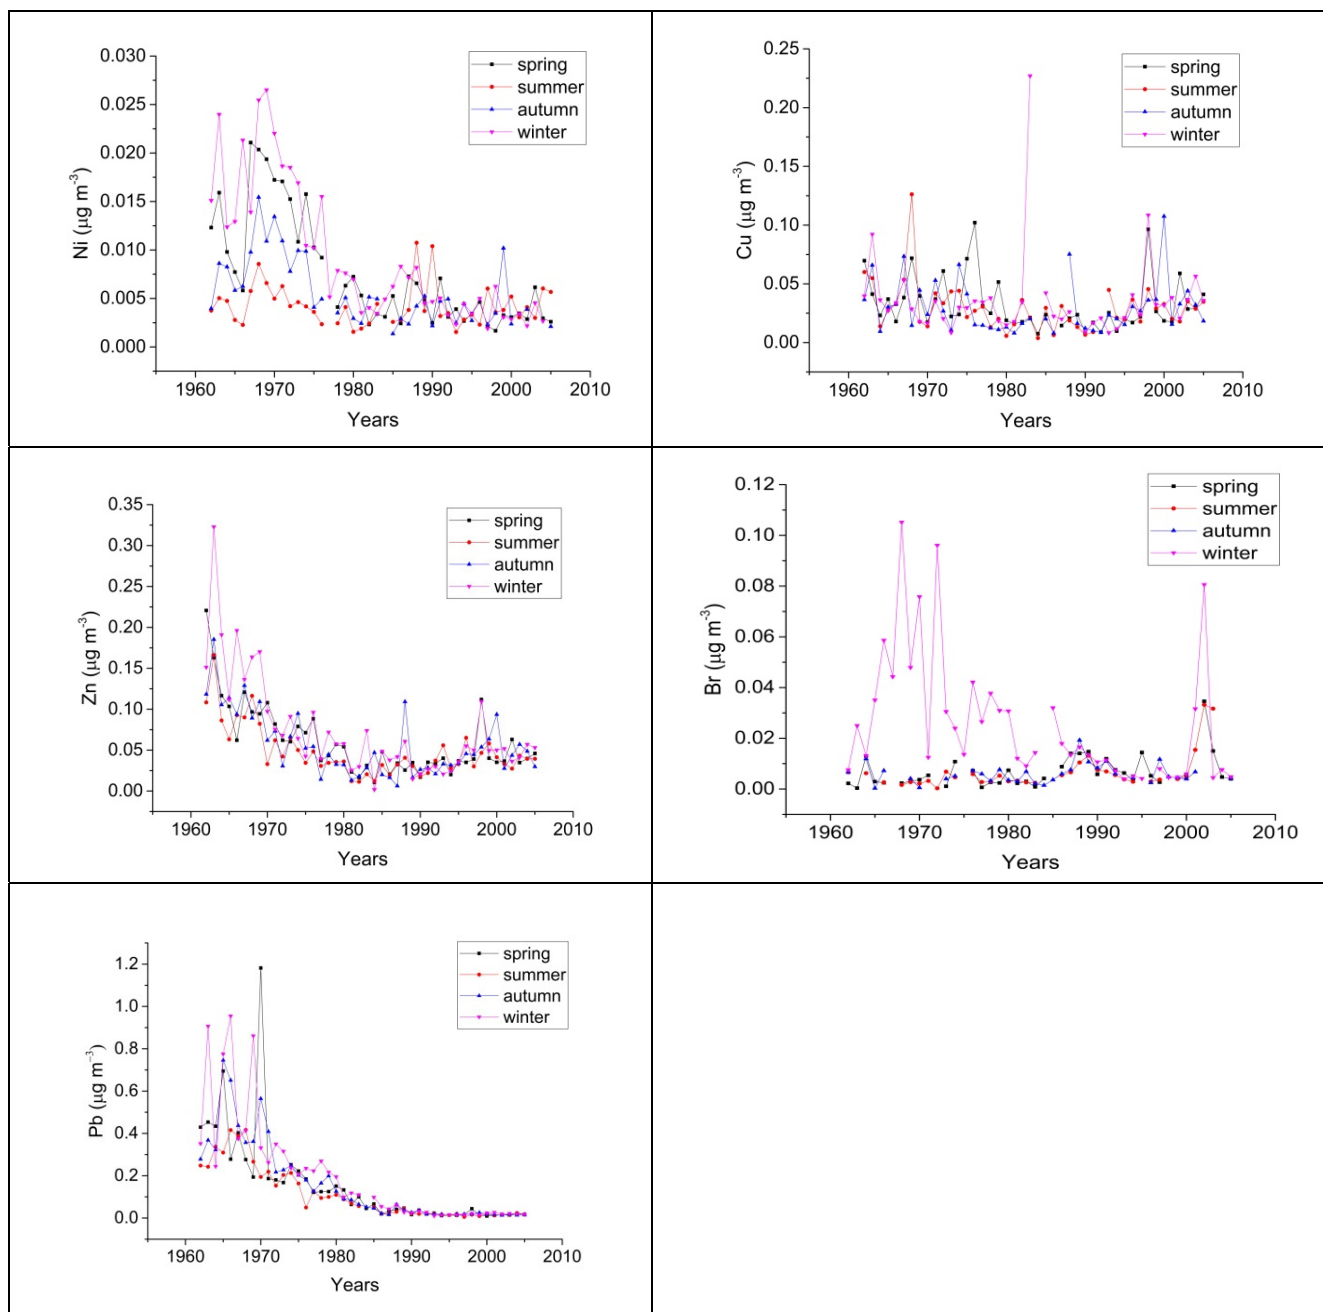 0.030
0.025
0.020
0.015
0.010
0.005
0.000
Ni (μg m⁻³)
1960 1970 1980 1990 2000 2010
Years
spring
summer
autumn
winter
0.25
0.20
0.15
0.10
0.05
0.00
Cu (μg m⁻³)
1960 1970 1980 1990 2000 2010
Years
spring
summer
autumn
winter
0.35
0.30
0.25
0.20
0.15
0.10
0.05
0.00
Zn (μg m⁻³)
1960 1970 1980 1990 2000 2010
Years
spring
summer
autumn
winter
0.12
0.10
0.08
0.06
0.04
0.02
0.00
Br (μg m⁻³)
1960 1970 1980 1990 2000 2010
Years
spring
summer
autumn
winter
1.2
1.0
0.8
0.6
0.4
0.2
0.0
Pb (μg m⁻³)
1960 1970 1980 1990 2000 2010
Years
spring
summer
autumn
winter